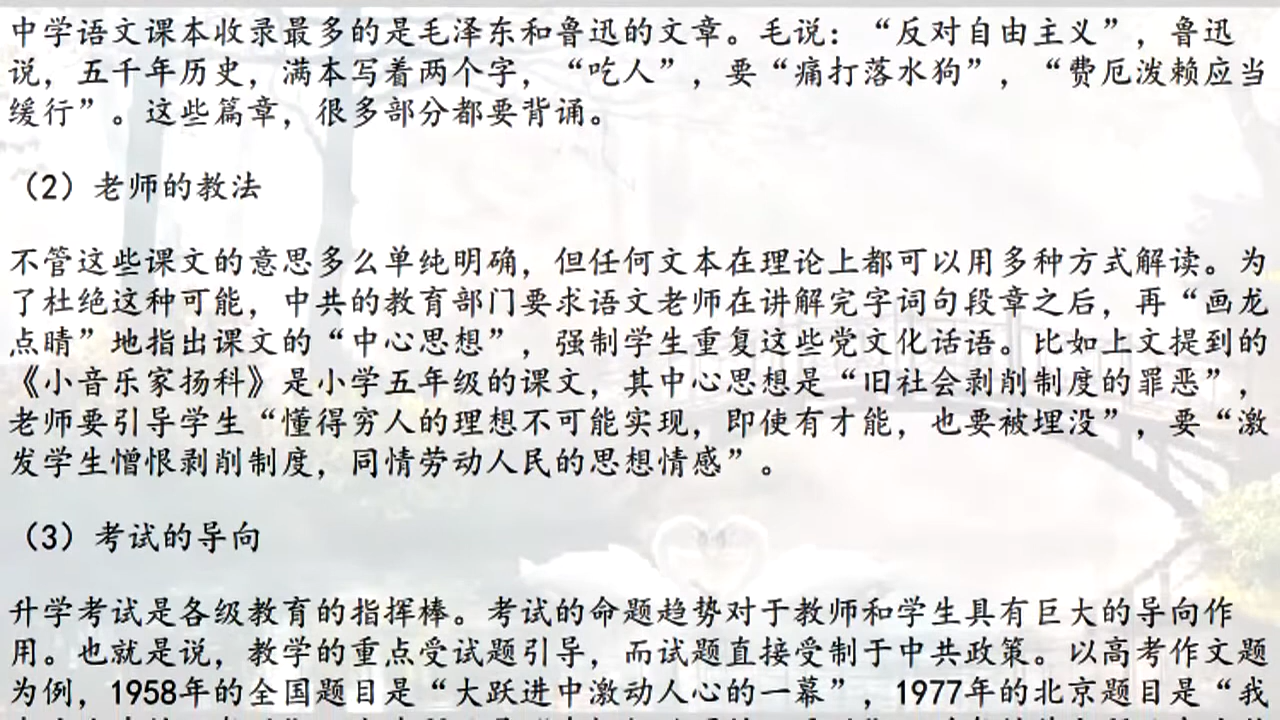 中学语文课本收录最多的是毛泽东和鲁迅的文章。毛说：“反对自由主义”，鲁迅
说，五千年历史，满本写着两个字，“吃人”，要“痛打落水狗”，“费厄泼赖应当
缓行”。这些篇章，很多部分都要背诵。
（2）老师的教法
不管这些课文的意思多么单纯明确，但任何文本在理论上都可以用多种方式解读。为
了杜绝这种可能，中共的教育部门要求语文老师在讲解完字词句段章之后，再“画龙
点睛”地指出课文的“中心思想”，强制学生重复这些党文化话语。比如上文提到的
《小音乐家扬科》是小学五年级的课文，其中心思想是“旧社会剥削制度的罪恶”，
老师要引导学生“懂得穷人的理想不可能实现，即使有才能，也要被埋没”，要“激
发学生憎恨剥削制度，同情劳动人民的思想情感”。
（3）考试的导向
升学考试是各级教育的指挥棒。考试的命题趋势对于教师和学生具有巨大的导向作
用。也就是说，教学的重点受试题引导，而试题直接受制于中共政策。以高考作文题
为例，1958年的全国题目是“大跃进中激动人心的一幕”，1977年的北京题目是“我